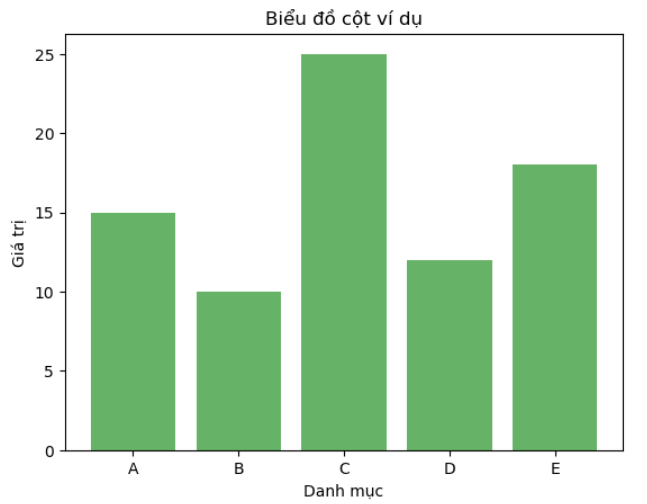 Biểu đồ cột ví dụ
Giá trị
25
20
15
10
5
0
A B C D E
Danh mục